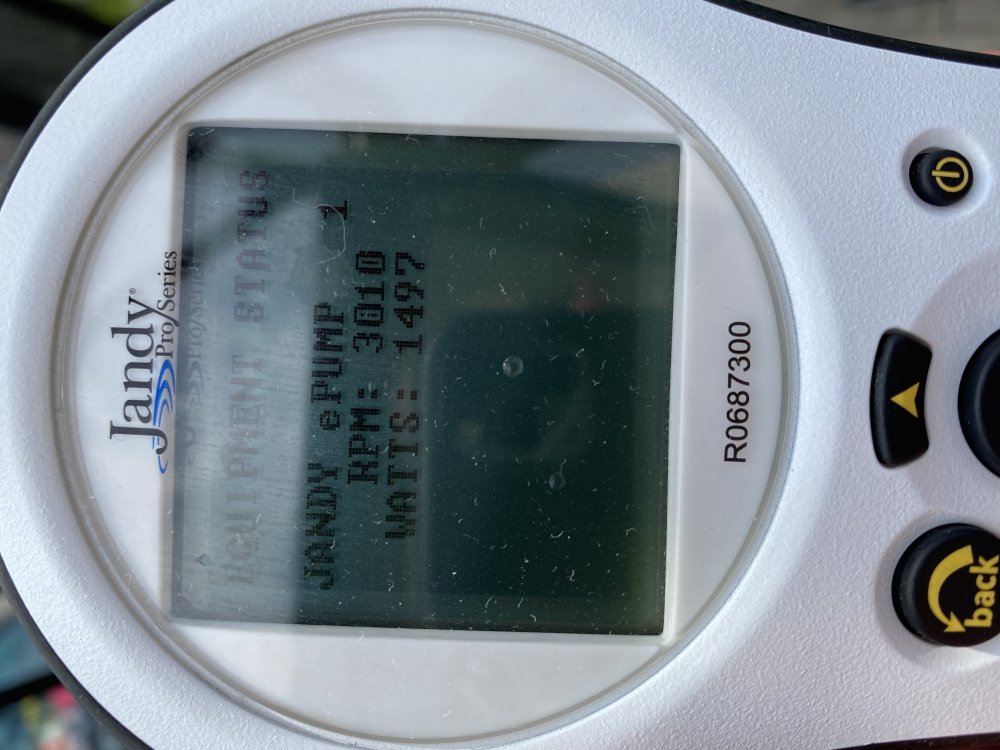 Jandy®
Pro Series
EQUIPMENT STATUS
JANDY ePUMP 1
RPM: 3010
WATTS: 1497
R0687300
back